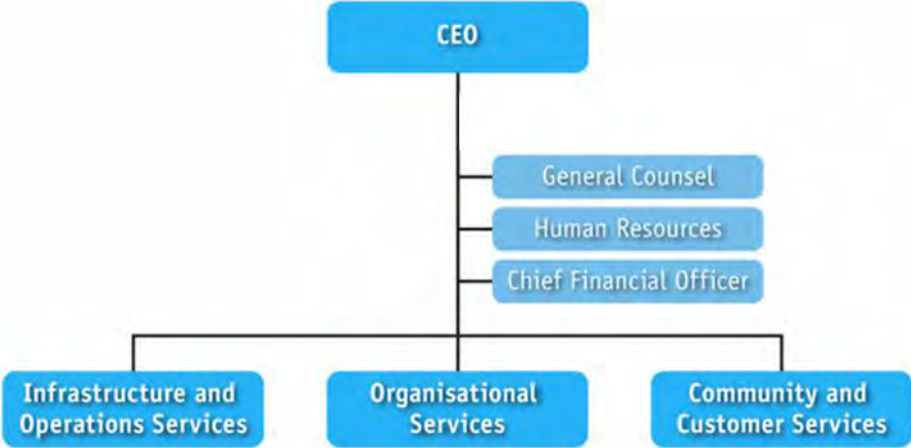 CEO
General Counsel
Human Resources
Chief Financial Officer
Infrastructure and
Operations Services
Organisational
Services
Community and
Customer Services